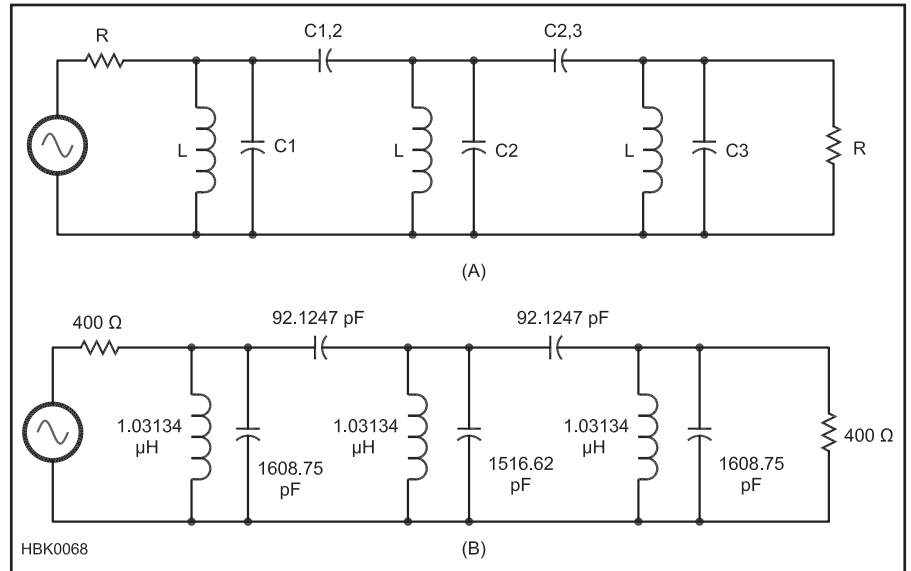 C1,2 C2,3
R
L C1 L C2 L C3 R
(A)
92.1247 pF 92.1247 pF
400 Ω
1.03134 1.03134 1.03134
µH µH µH
400 Ω
1608.75 1516.62 1608.75
pF pF pF
HBK0068 (B)